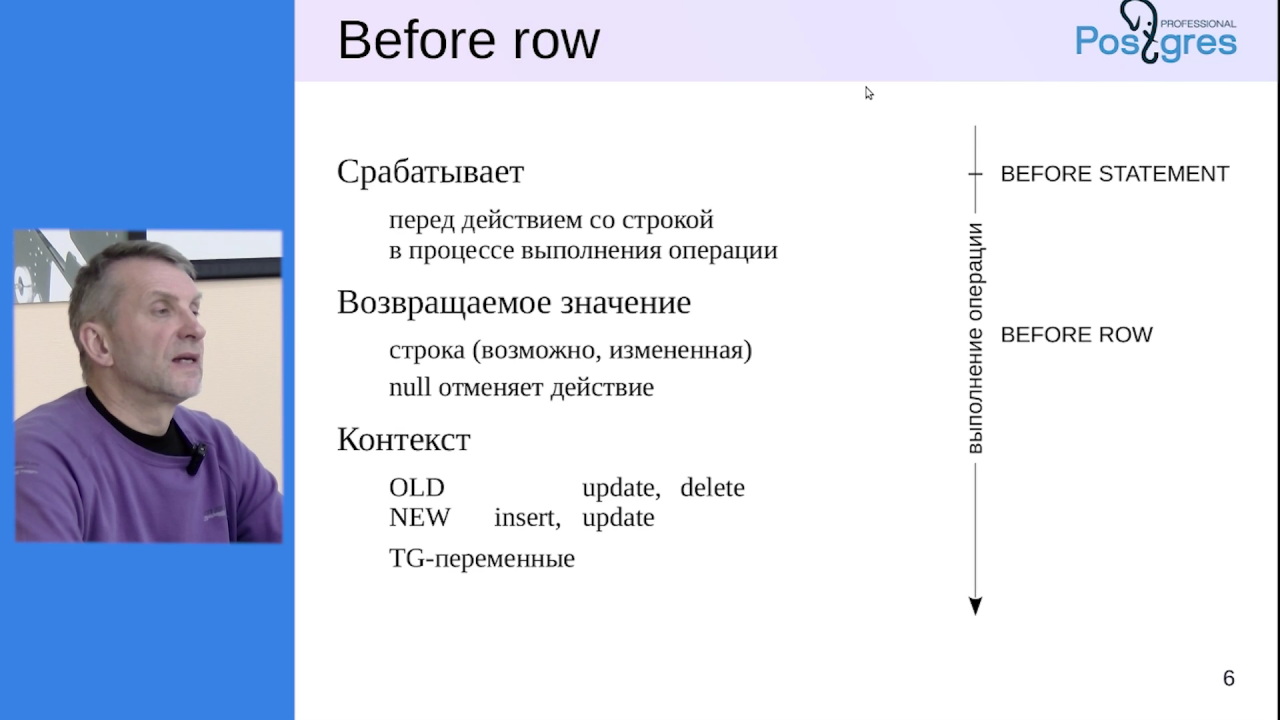 Before row
PROFESSIONAL
Postgres
Срабатывает
перед действием со строкой
в процессе выполнения операции
Возвращаемое значение
строка (возможно, измененная)
null отменяет действие
Контекст
OLD update, delete
NEW insert, update
TG-переменные
BEFORE STATEMENT
выполнение операции
BEFORE ROW
6